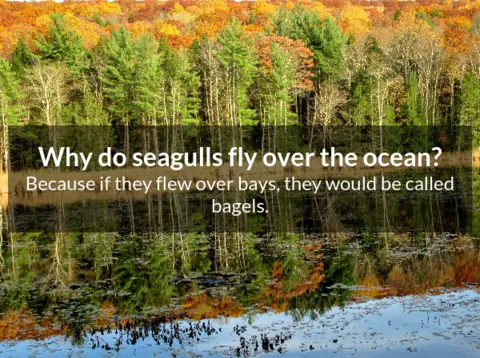 Why do seagulls fly over the ocean?
Because if they flew over bays, they would be called
bagels.